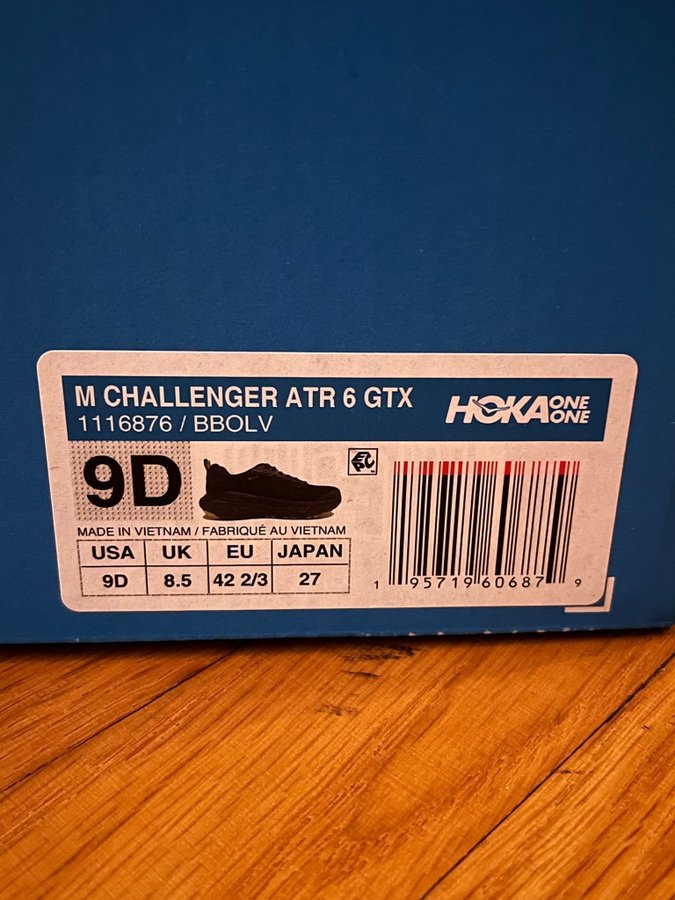 M CHALLENGER ATR 6 GTX
1116876 / BBOLV
HOKA ONE ONE
9D
MADE IN VIETNAM / FABRIQUÉ AU VIETNAM
USA UK EU JAPAN
9D 8.5 42 2/3 27
1 95719 60687 9